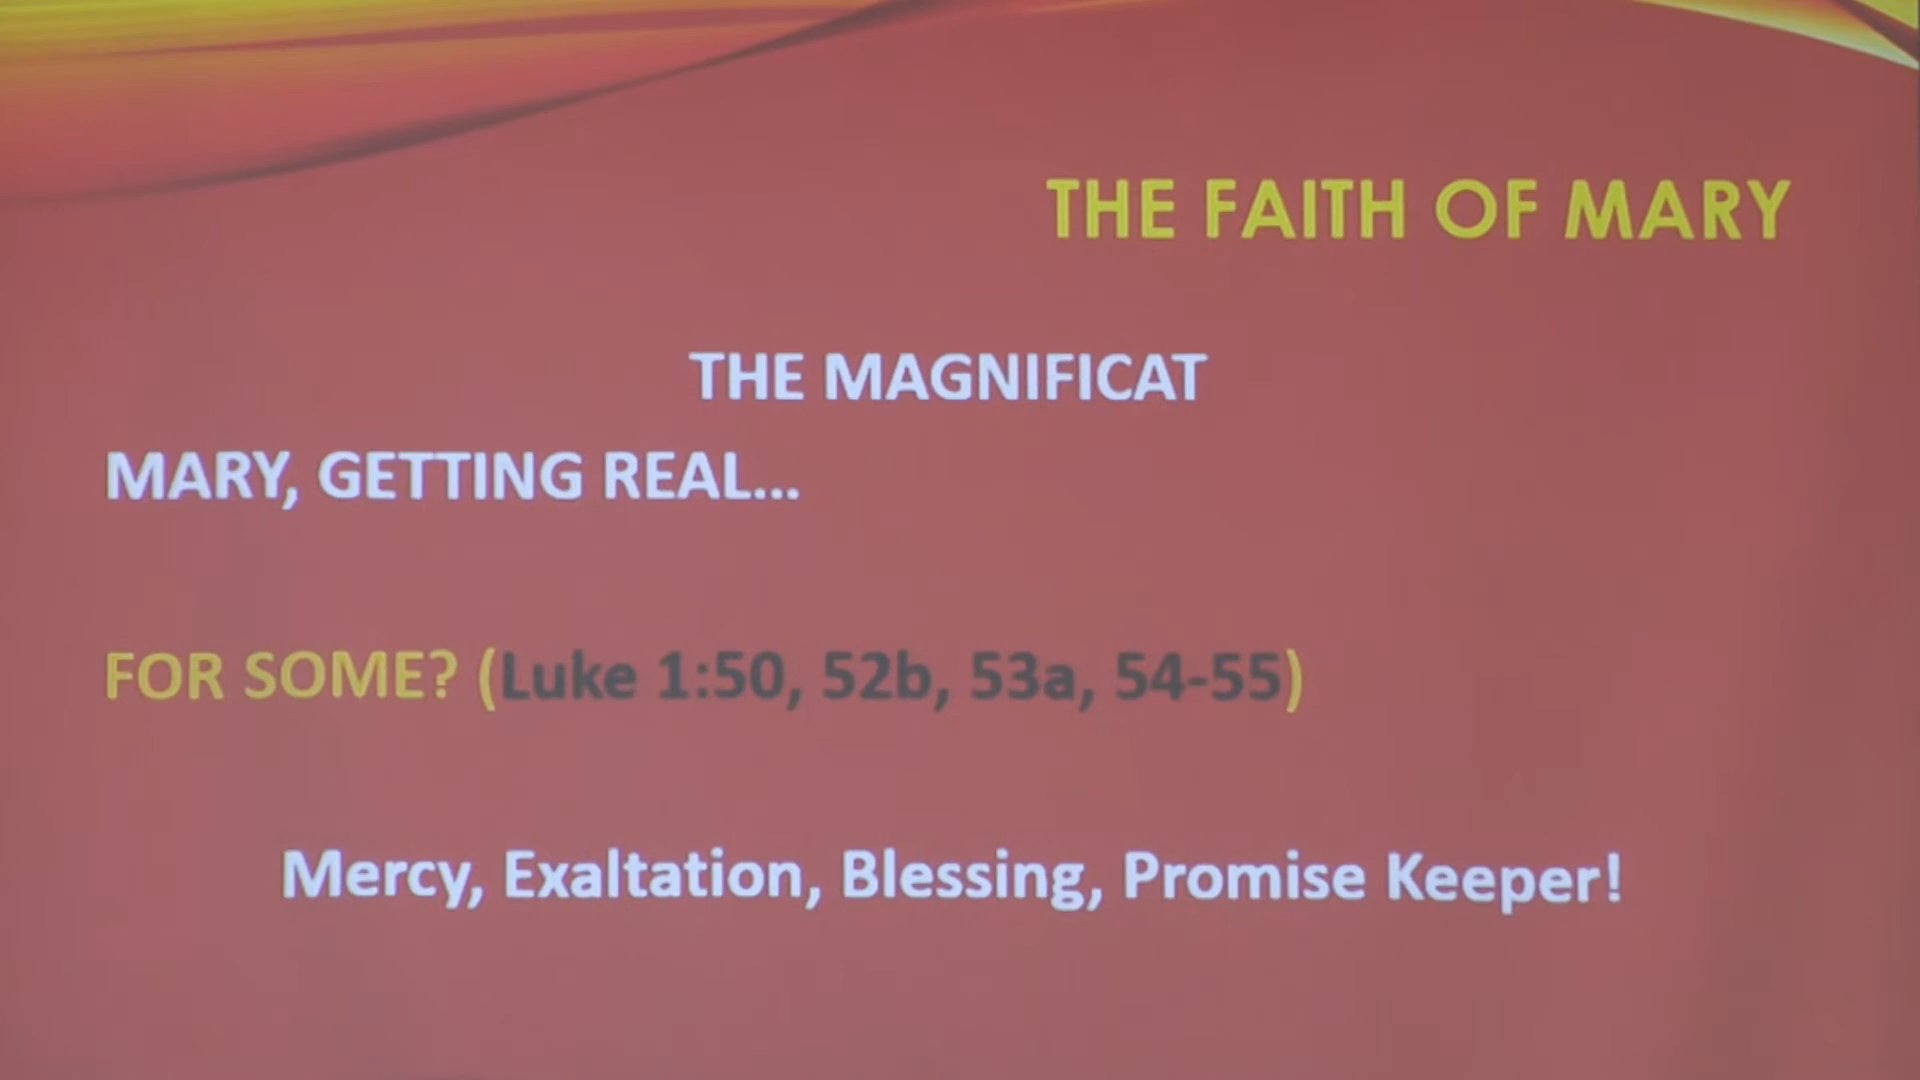 THE FAITH OF MARY
THE MAGNIFICAT
MARY, GETTING REAL...
FOR SOME? (Luke 1:50, 52b, 53a, 54-55)
Mercy, Exaltation, Blessing, Promise Keeper!